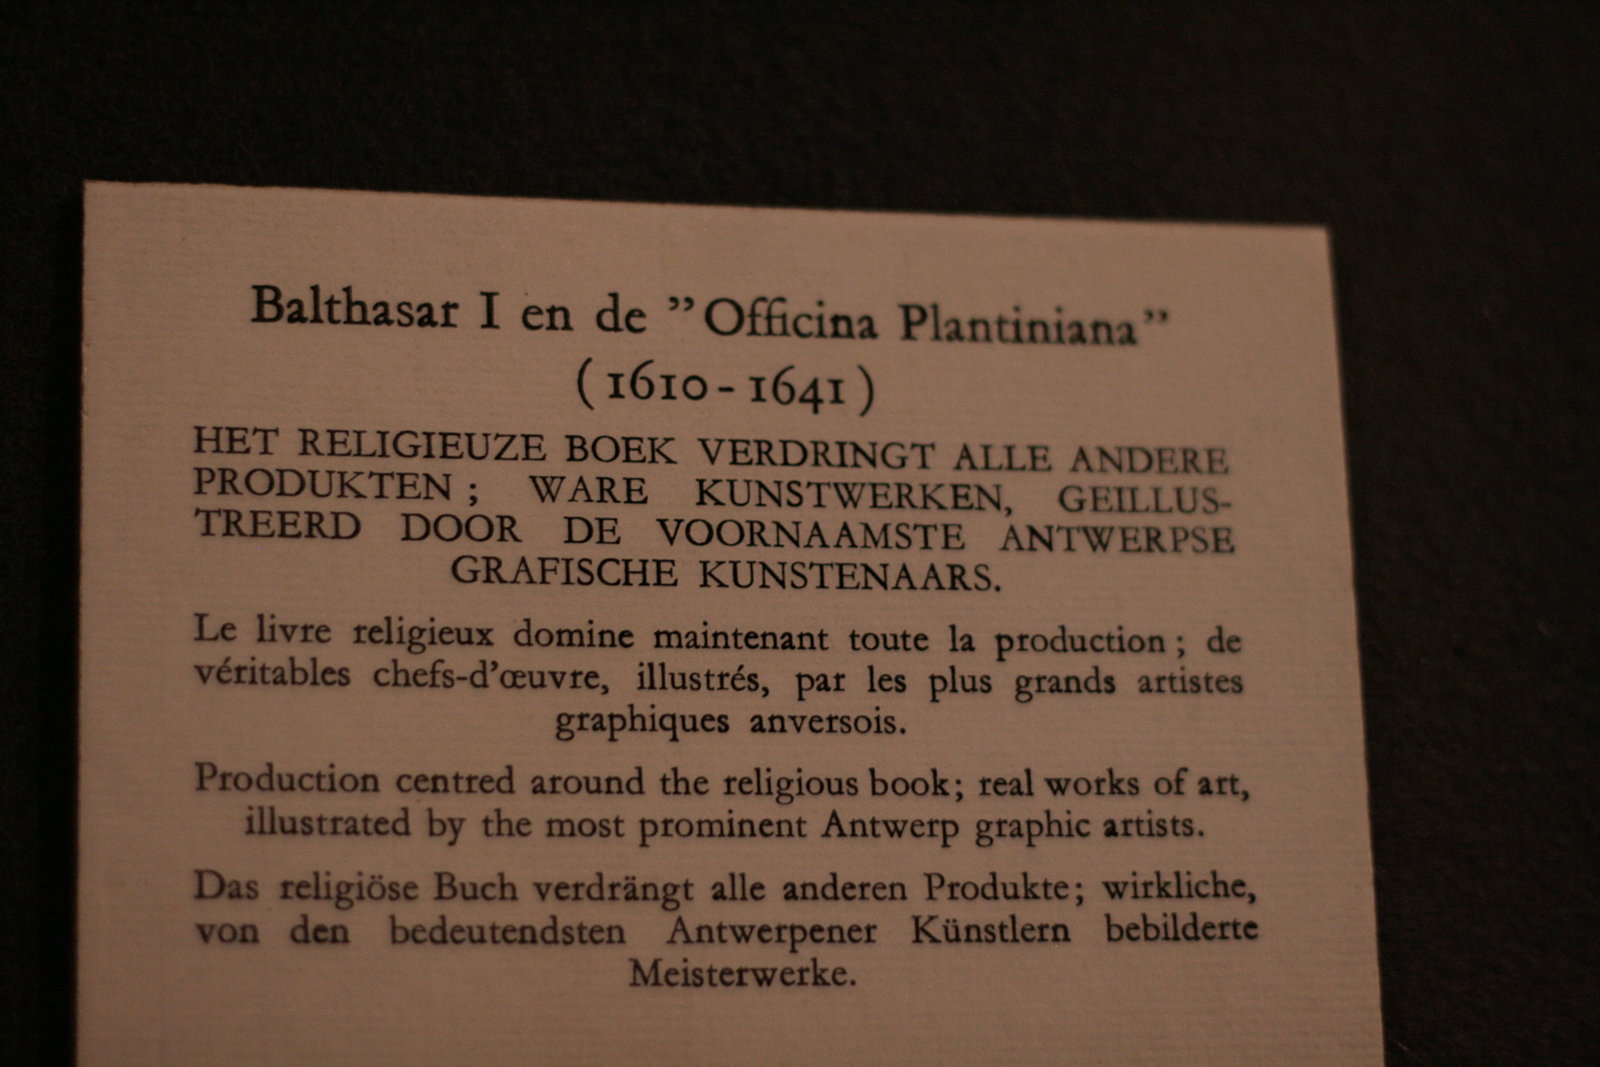 Balthasar I en de ”Officina Plantiniana”
(1610-1641)
HET RELIGIEUZE BOEK VERDRINGT ALLE ANDERE
PRODUKTEN ; WARE KUNSTWERKEN, GEILLUS-
TREERD DOOR DE VOORNAAMSTE ANTWERPSE
GRAFISCHE KUNSTENAARS.
Le livre religieux domine maintenant toute la production ; de
véritables chefs-d’œuvre, illustrés, par les plus grands artistes
graphiques anversois.
Production centred around the religious book; real works of art,
illustrated by the most prominent Antwerp graphic artists.
Das religiöse Buch verdrängt alle anderen Produkte; wirkliche,
von den bedeutendsten Antwerpener Künstlern bebilderte
Meisterwerke.